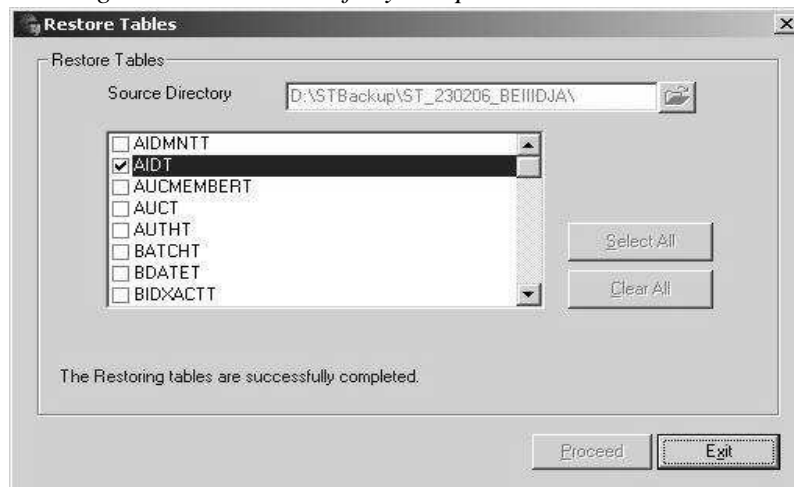 Restore Tables
Restore Tables
Source Directory D:\STBackup\ST_230206_BEIIIDJA\
AIDMNTT
AIDT
AUCMEMBERT
AUCT
AUTHT
BATCHT
BDATET
BIDXACTT
Select All
Clear All
The Restoring tables are successfully completed.
Proceed Exit